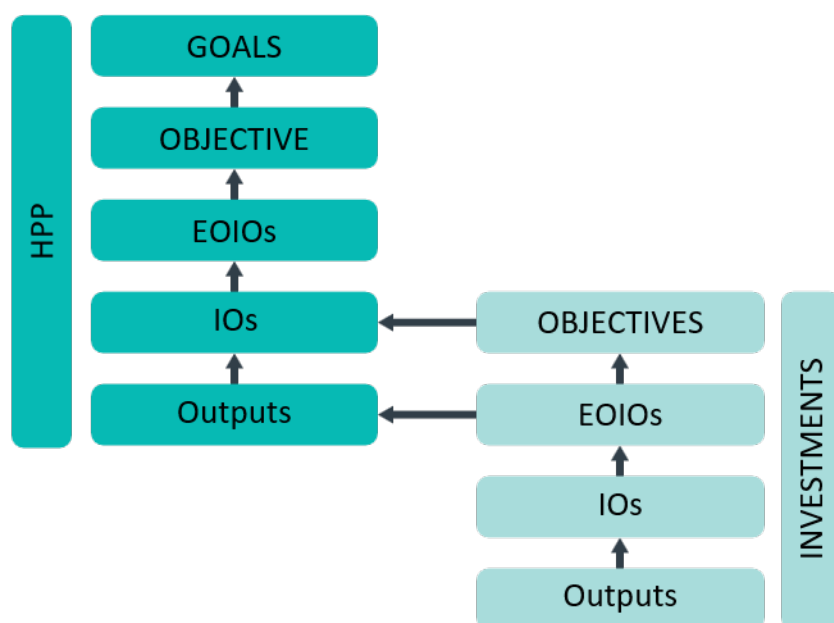 HPP
GOALS
OBJECTIVE
EOIOs
IOs
Outputs
OBJECTIVES
EOIOs
IOs
Outputs
INVESTMENTS